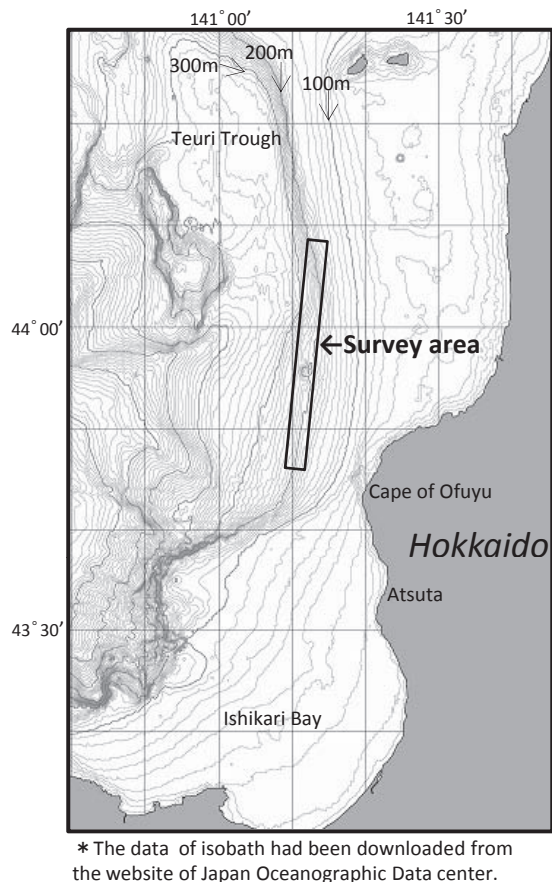 141° 00’
141° 30’
200m
300m
100m
Teuri Trough
44° 00’
←Survey area
Cape of Ofuyu
Hokkaido
Atsuta
43° 30’
Ishikari Bay
* The data of isobath had been downloaded from
the website of Japan Oceanographic Data center.